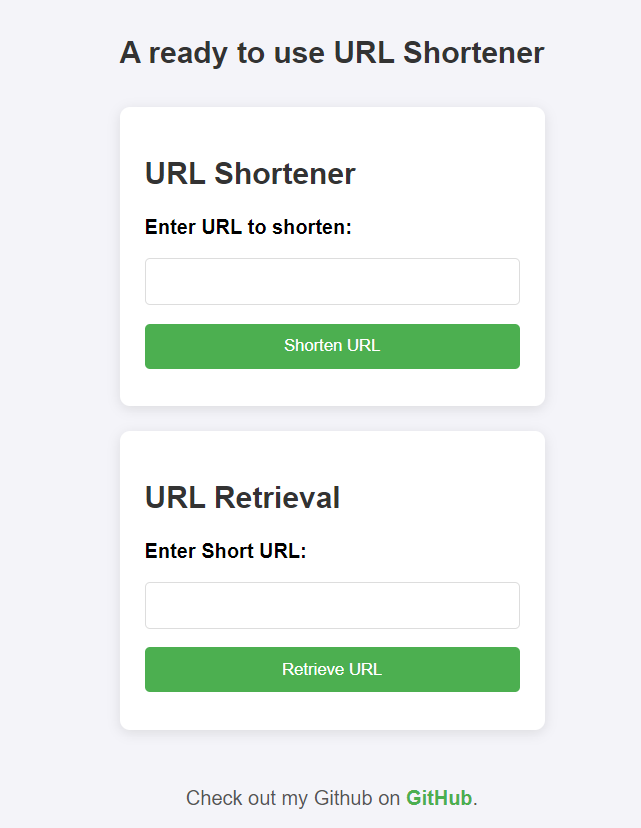 A ready to use URL Shortener
URL Shortener
Enter URL to shorten:
Shorten URL
URL Retrieval
Enter Short URL:
Retrieve URL
Check out my Github on GitHub.